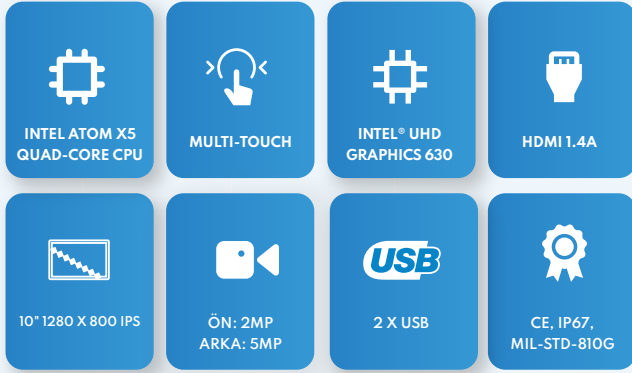 INTEL ATOM X5
QUAD-CORE CPU
MULTI-TOUCH
INTEL® UHD
GRAPHICS 630
HDMI 1.4A
10" 1280 X 800 IPS
ÖN: 2MP
ARKA: 5MP
USB
2 X USB
CE, IP67,
MIL-STD-810G